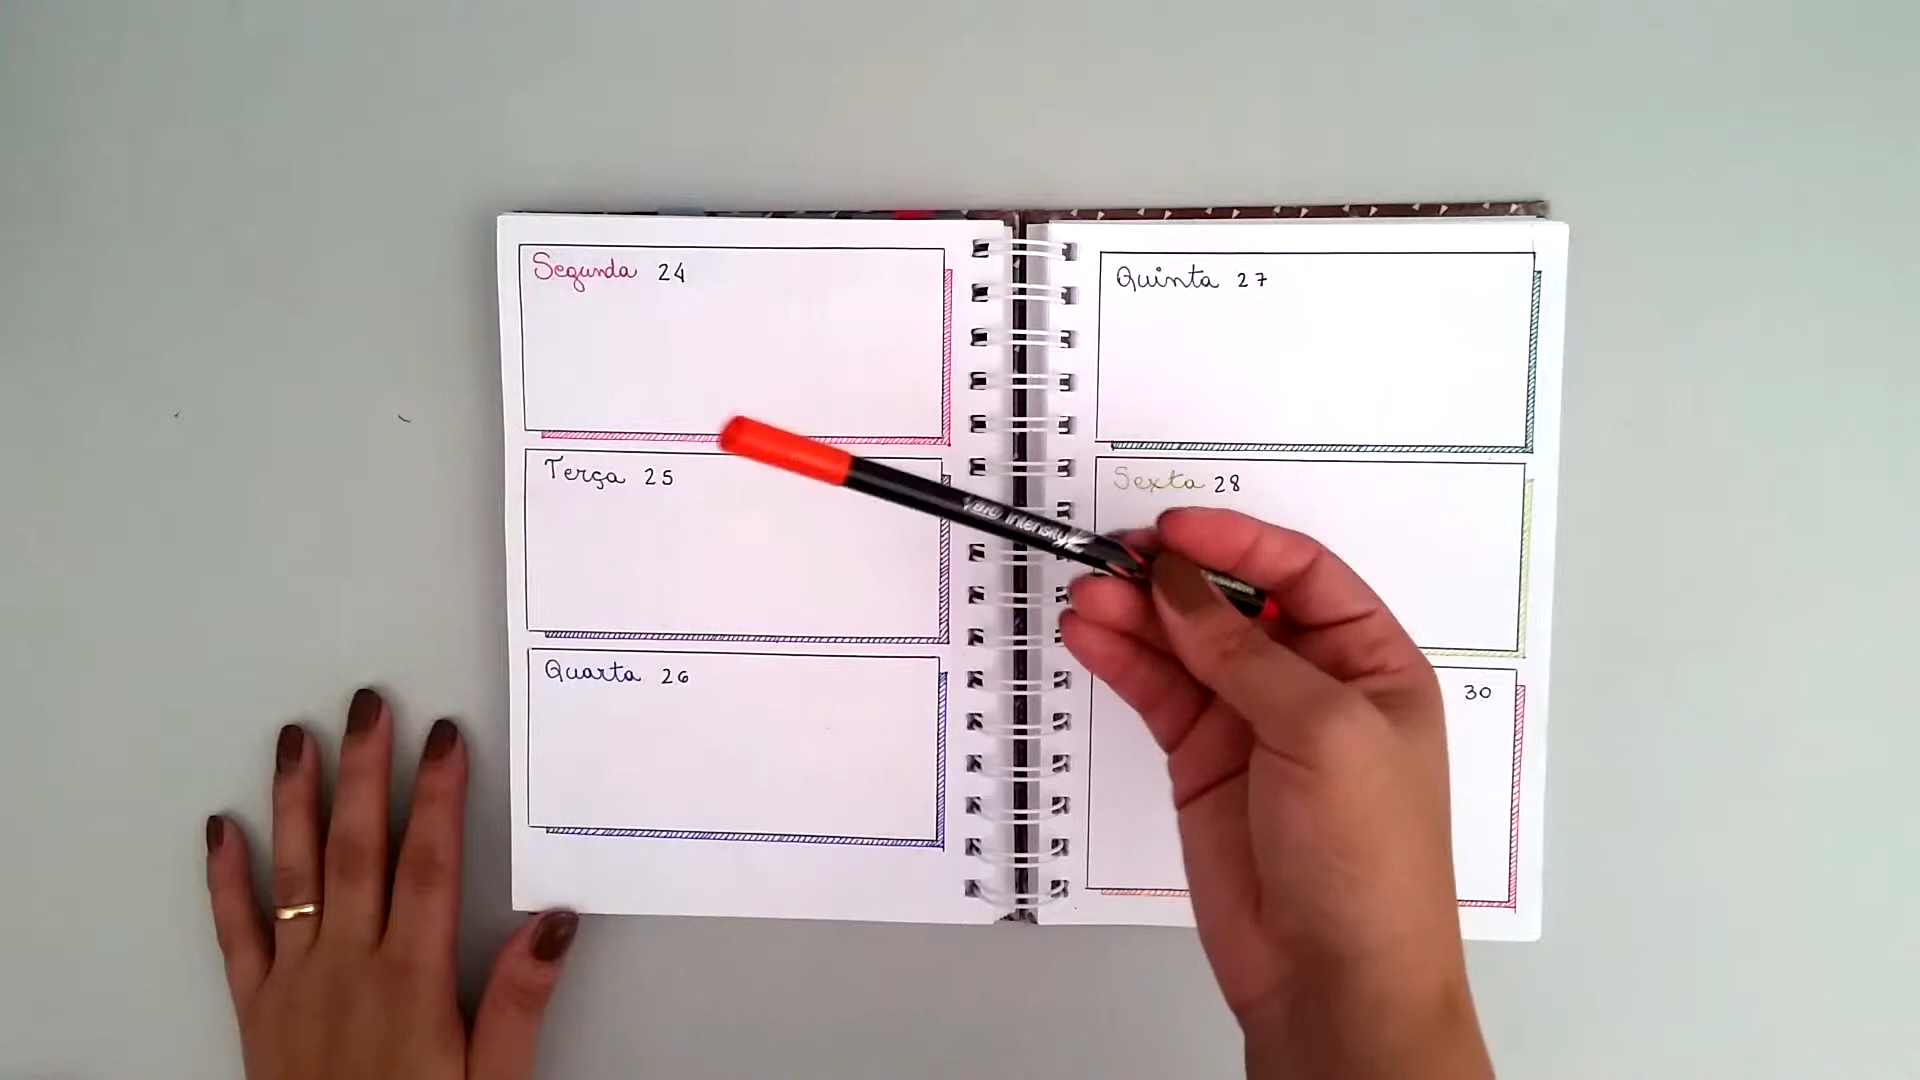 Segunda 24
Terça 25
Quarta 26
Quinta 27
Sexta 28
30
BIC intensity